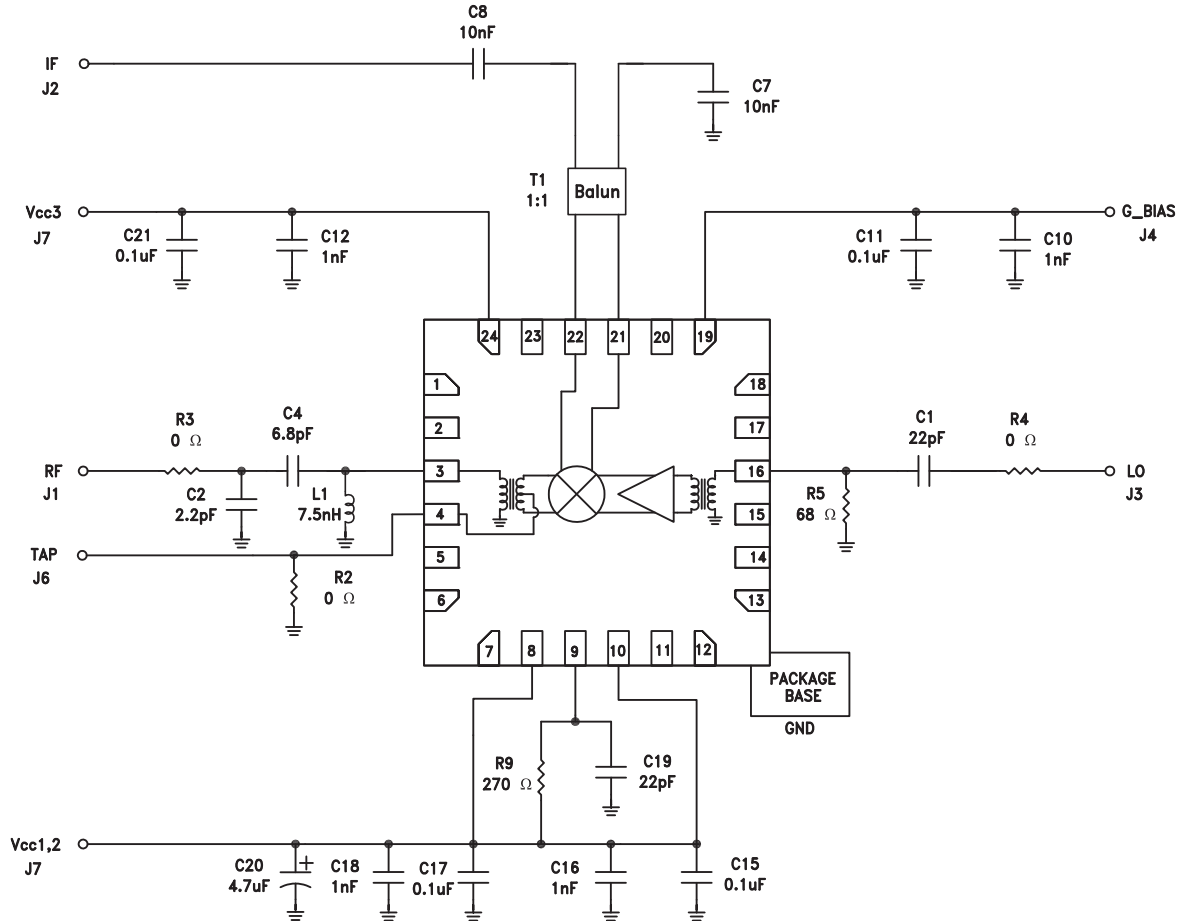 C8
10nF
IF
J2
C7
10nF
T1
1:1
Balun
Vcc3
J7
C21
0.1uF
C12
1nF
C11
0.1uF
C10
1nF
G_BIAS
J4
24
23
22
21
20
19
1
18
2
17
R3
0 Ω
C4
6.8pF
C1
22pF
R4
0 Ω
RF
J1
3
16
LO
J3
C2
2.2pF
L1
7.5nH
R5
68 Ω
4
15
TAP
J6
5
14
R2
0 Ω
6
13
7
8
9
10
11
12
PACKAGE
BASE
GND
R9
270 Ω
C19
22pF
Vcc1,2
J7
C20
4.7uF
+
C18
1nF
C17
0.1uF
C16
1nF
C15
0.1uF